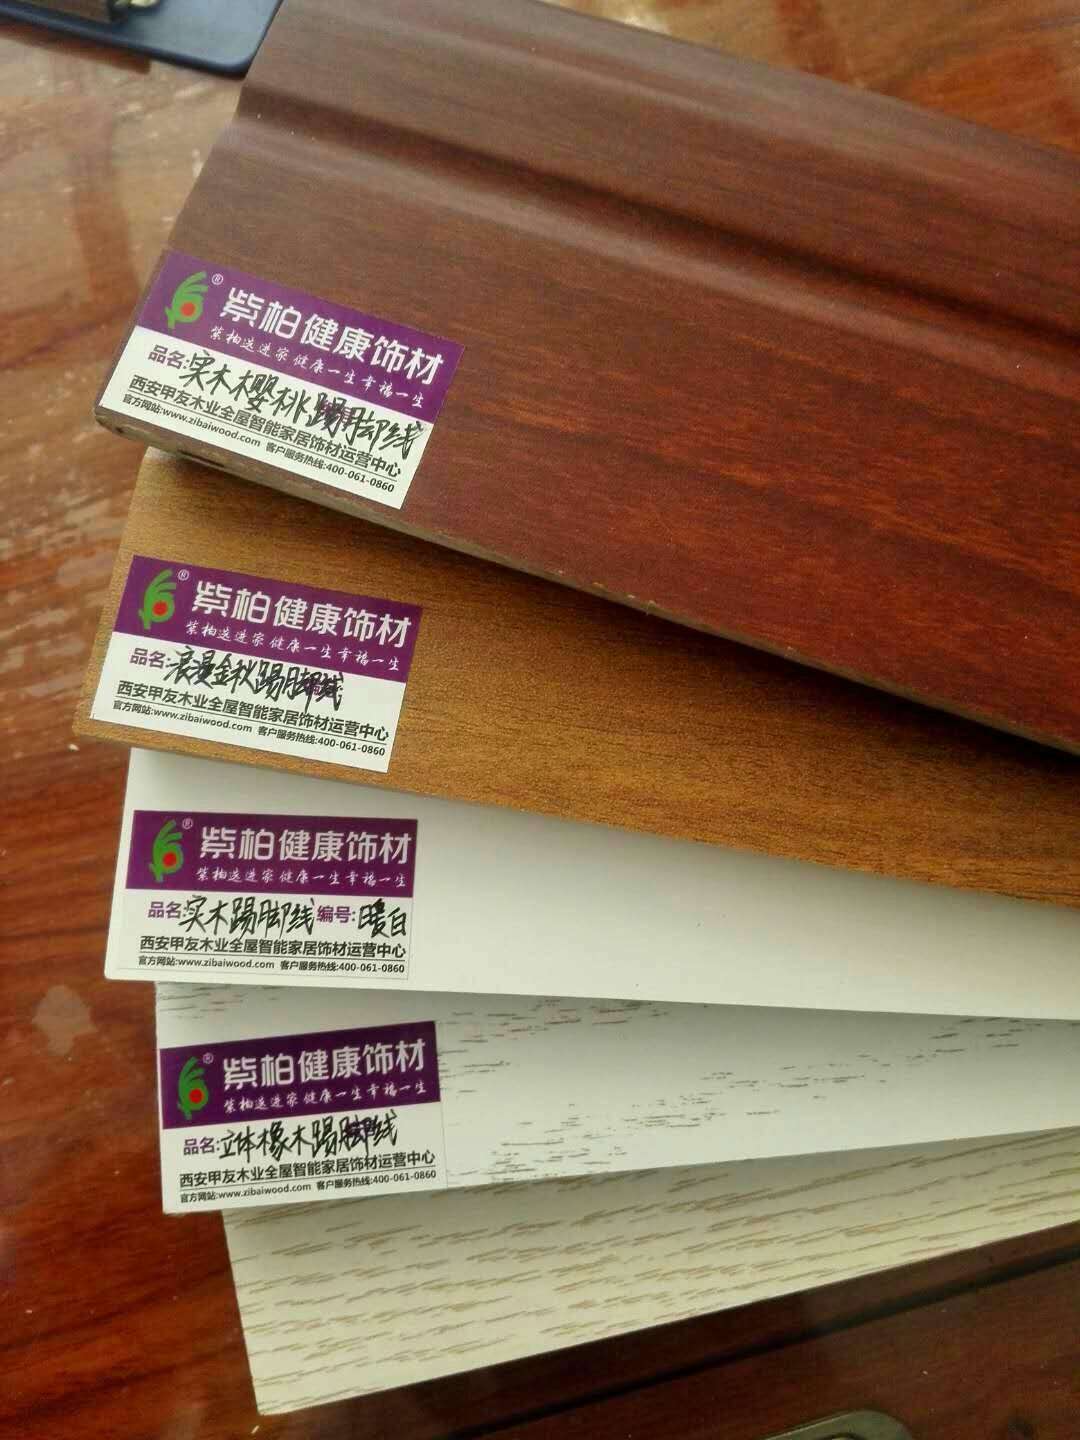 ®
紫柏健康饰材
紫柏选进家 健康一生幸福一生
品名:实木樱桃踢脚线
西安甲友木业全屋智能家居饰材运营中心
官方网站:www.zibaiwood.com 客户服务热线:400-061-0860
®
紫柏健康饰材
紫柏选进家 健康一生幸福一生
品名:浪漫金秋踢脚线
西安甲友木业全屋智能家居饰材运营中心
官方网站:www.zibaiwood.com 客户服务热线:400-061-0860
®
紫柏健康饰材
紫柏选进家 健康一生幸福一生
品名:实木踢脚线 编号:暖白
西安甲友木业全屋智能家居饰材运营中心
官方网站:www.zibaiwood.com 客户服务热线:400-061-0860
®
紫柏健康饰材
紫柏选进家 健康一生幸福一生
品名:立体橡木踢脚线
西安甲友木业全屋智能家居饰材运营中心
官方网站:www.zibaiwood.com 客户服务热线:400-061-0860